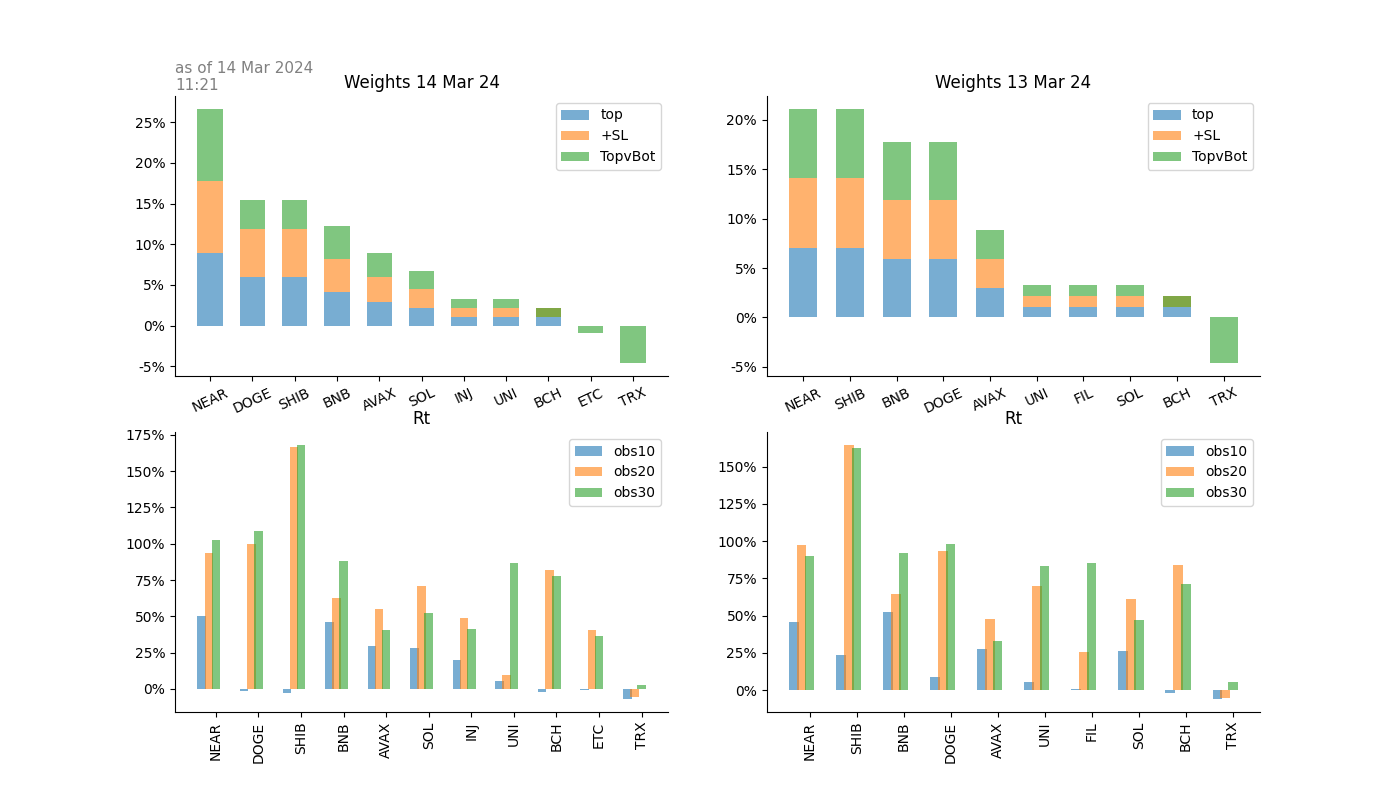 as of 14 Mar 2024
11:21
Weights 14 Mar 24
25%
20%
15%
10%
5%
0%
-5%
top
+SL
TopvBot
NEAR DOGE SHIB BNB AVAX SOL INJ UNI BCH ETC TRX
Weights 13 Mar 24
20%
15%
10%
5%
0%
-5%
top
+SL
TopvBot
NEAR SHIB BNB DOGE AVAX UNI FIL SOL BCH TRX
Rt
175%
150%
125%
100%
75%
50%
25%
0%
obs10
obs20
obs30
NEAR DOGE SHIB BNB AVAX SOL INJ UNI BCH ETC TRX
Rt
150%
125%
100%
75%
50%
25%
0%
obs10
obs20
obs30
NEAR SHIB BNB DOGE AVAX UNI FIL SOL BCH TRX